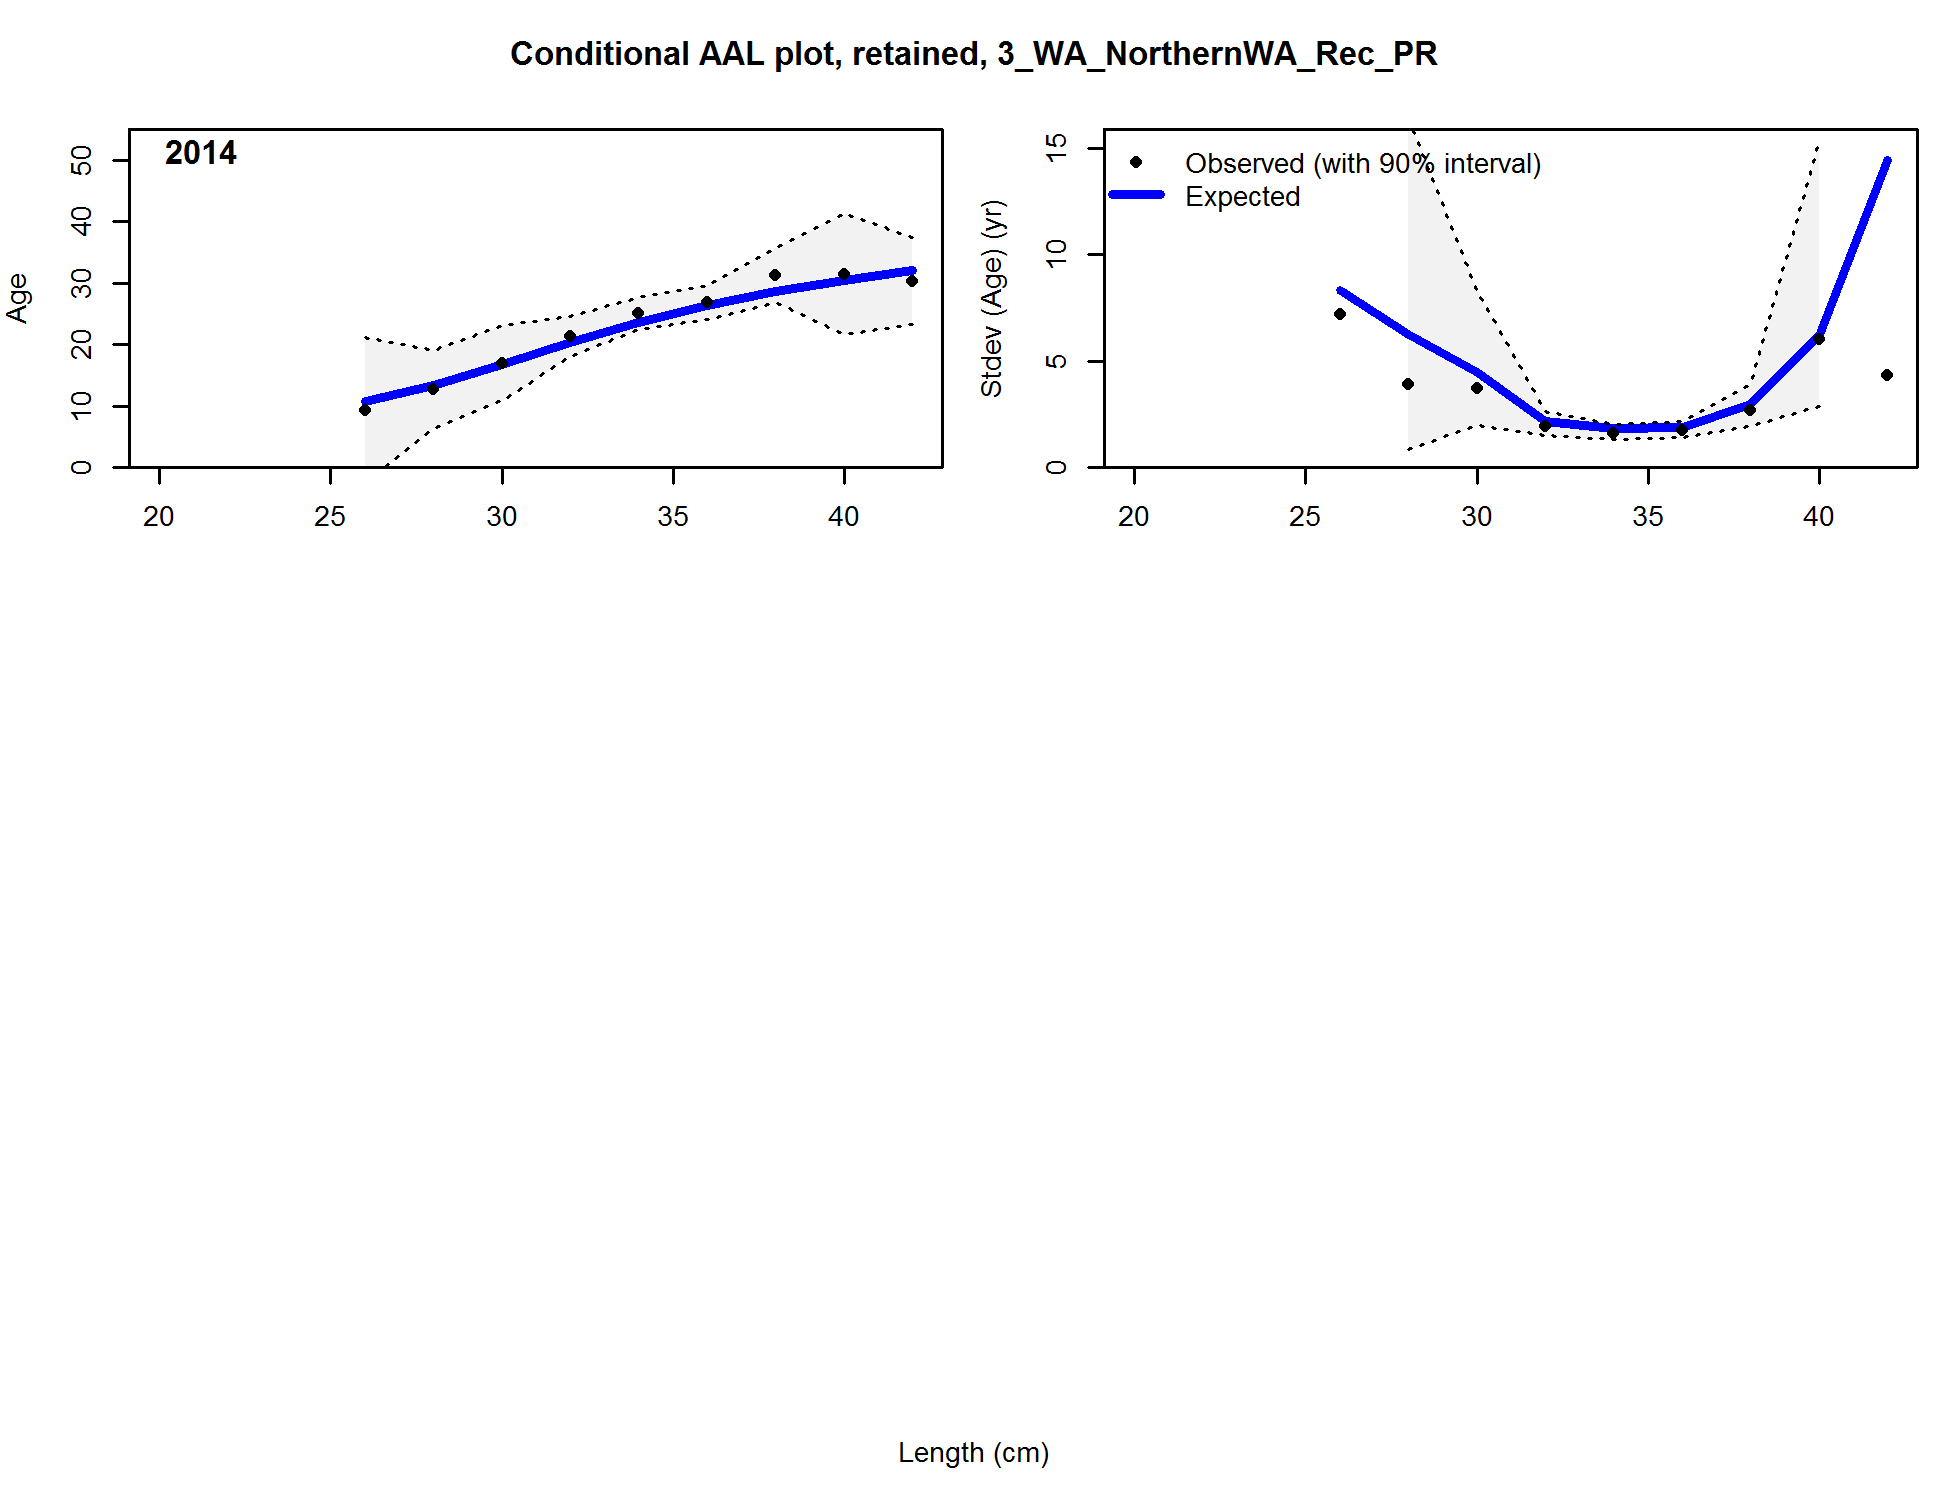 Conditional AAL plot, retained, 3_WA_NorthernWA_Rec_PR
2014
Age
0 10 20 30 40 50
20 25 30 35 40
Observed (with 90% interval)
Expected
Stdev (Age) (yr)
0 5 10 15
20 25 30 35 40
Length (cm)